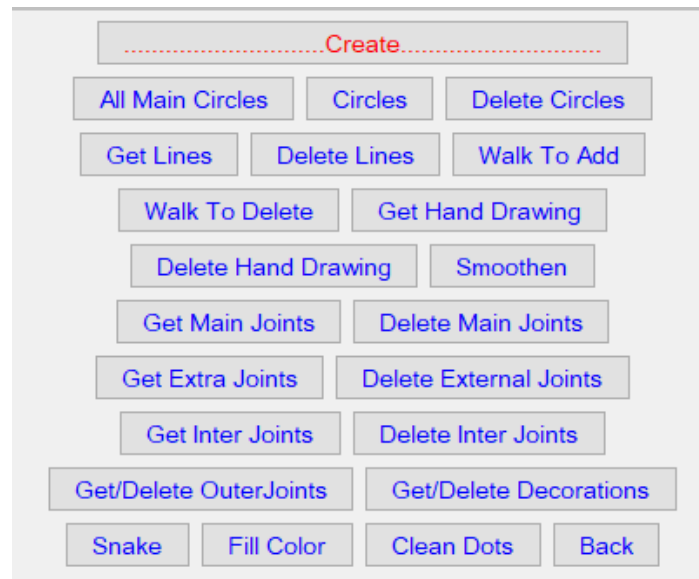 ............................Create............................
All Main Circles Circles Delete Circles
Get Lines Delete Lines Walk To Add
Walk To Delete Get Hand Drawing
Delete Hand Drawing Smoothen
Get Main Joints Delete Main Joints
Get Extra Joints Delete External Joints
Get Inter Joints Delete Inter Joints
Get/Delete OuterJoints Get/Delete Decorations
Snake Fill Color Clean Dots Back